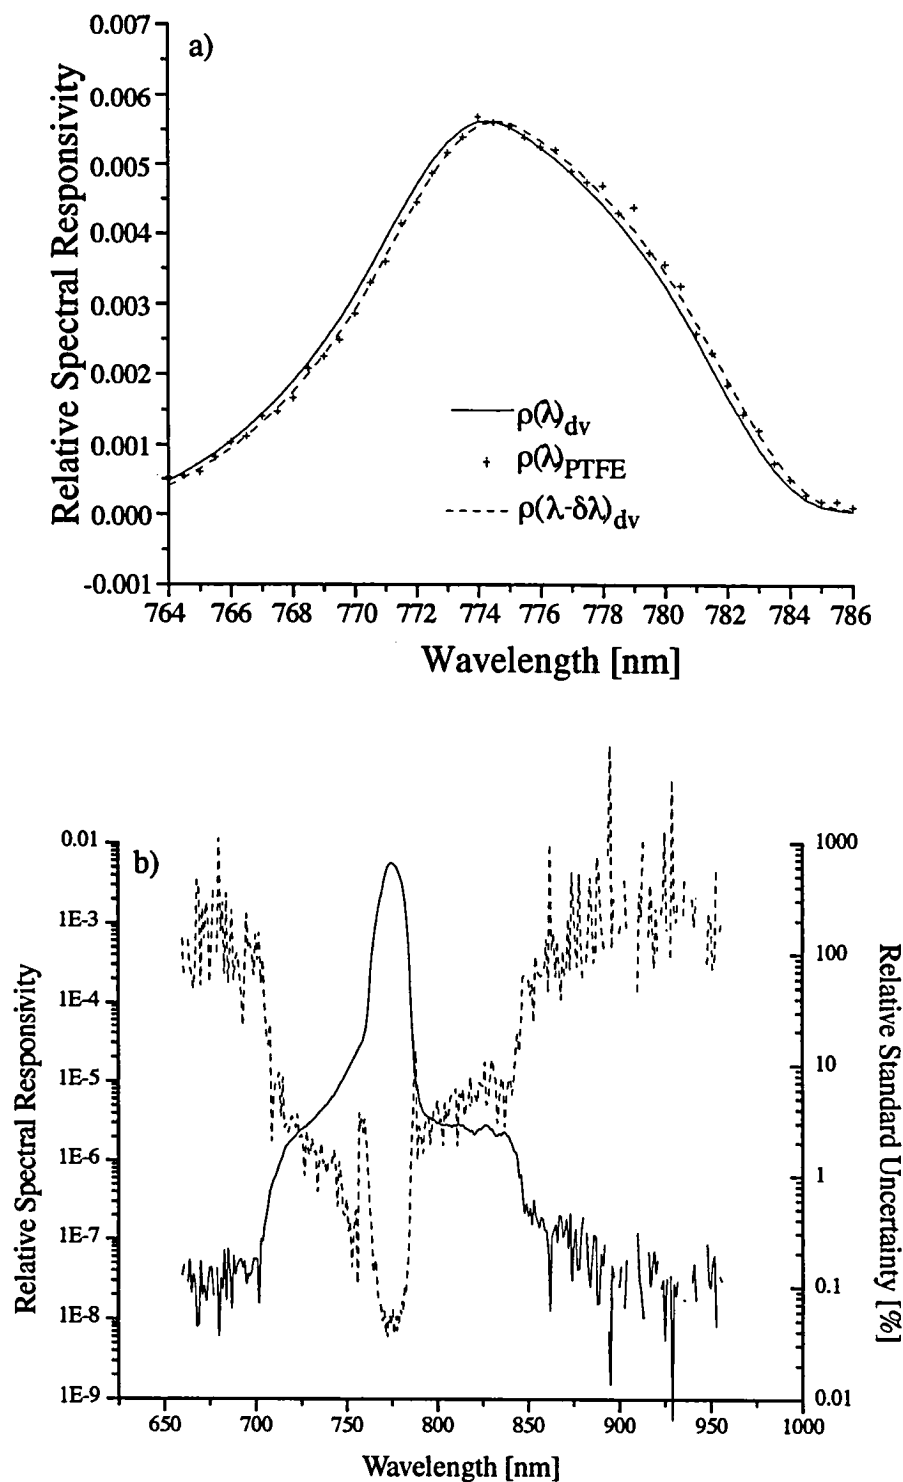 a)
Relative Spectral Responsivity
0.007
0.006
0.005
0.004
0.003
0.002
0.001
0.000
-0.001
ρ(λ)dv
ρ(λ)PTFE
ρ(λ-δλ)dv
764 766 768 770 772 774 776 778 780 782 784 786
Wavelength [nm]
b)
Relative Spectral Responsivity
0.01
1E-3
1E-4
1E-5
1E-6
1E-7
1E-8
1E-9
1000
100
10
1
0.1
0.01
Relative Standard Uncertainty [%]
650 700 750 800 850 900 950 1000
Wavelength [nm]